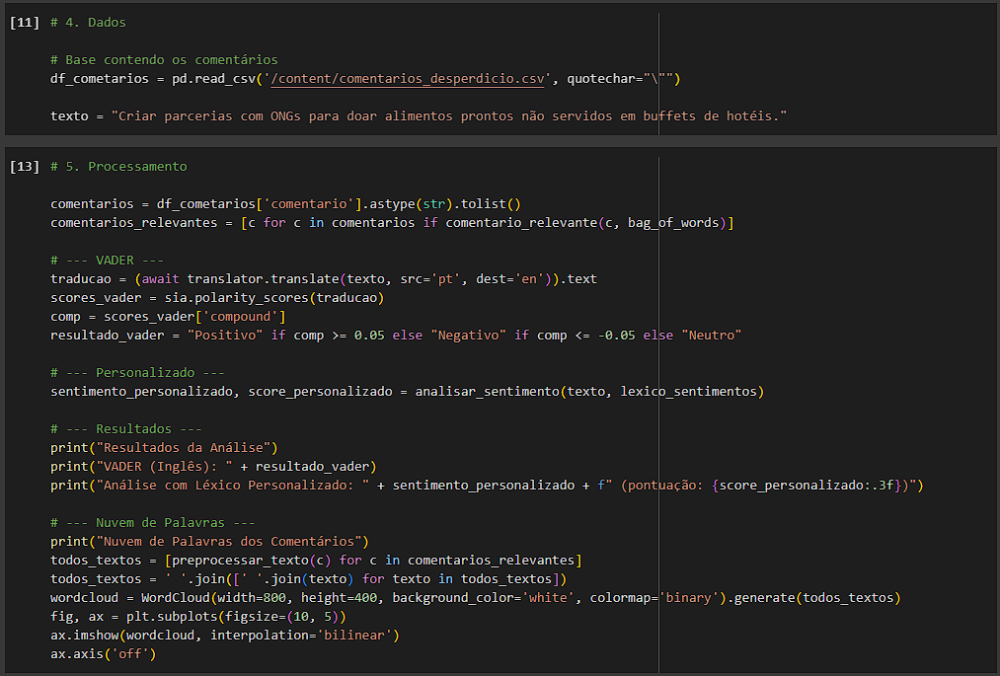 [11] # 4. Dados
# Base contendo os comentários
df_cometarios = pd.read_csv('/content/comentarios_desperdicio.csv', quotechar="\"")
texto = "Criar parcerias com ONGs para doar alimentos prontos não servidos em buffets de hotéis."
[13] # 5. Processamento
comentarios = df_cometarios['comentario'].astype(str).tolist()
comentarios_relevantes = [c for c in comentarios if comentario_relevante(c, bag_of_words)]
# --- VADER ---
traducao = (await translator.translate(texto, src='pt', dest='en')).text
scores_vader = sia.polarity_scores(traducao)
comp = scores_vader['compound']
resultado_vader = "Positivo" if comp >= 0.05 else "Negativo" if comp <= -0.05 else "Neutro"
# --- Personalizado ---
sentimento_personalizado, score_personalizado = analisar_sentimento(texto, lexico_sentimentos)
# --- Resultados ---
print("Resultados da Análise")
print("VADER (Inglês): " + resultado_vader)
print("Análise com Léxico Personalizado: " + sentimento_personalizado + f" (pontuação: {score_personalizado:.3f})")
# --- Nuvem de Palavras ---
print("Nuvem de Palavras dos Comentários")
todos_textos = [preprocessar_texto(c) for c in comentarios_relevantes]
todos_textos = ' '.join([' '.join(texto) for texto in todos_textos])
wordcloud = WordCloud(width=800, height=400, background_color='white', colormap='binary').generate(todos_textos)
fig, ax = plt.subplots(figsize=(10, 5))
ax.imshow(wordcloud, interpolation='bilinear')
ax.axis('off')